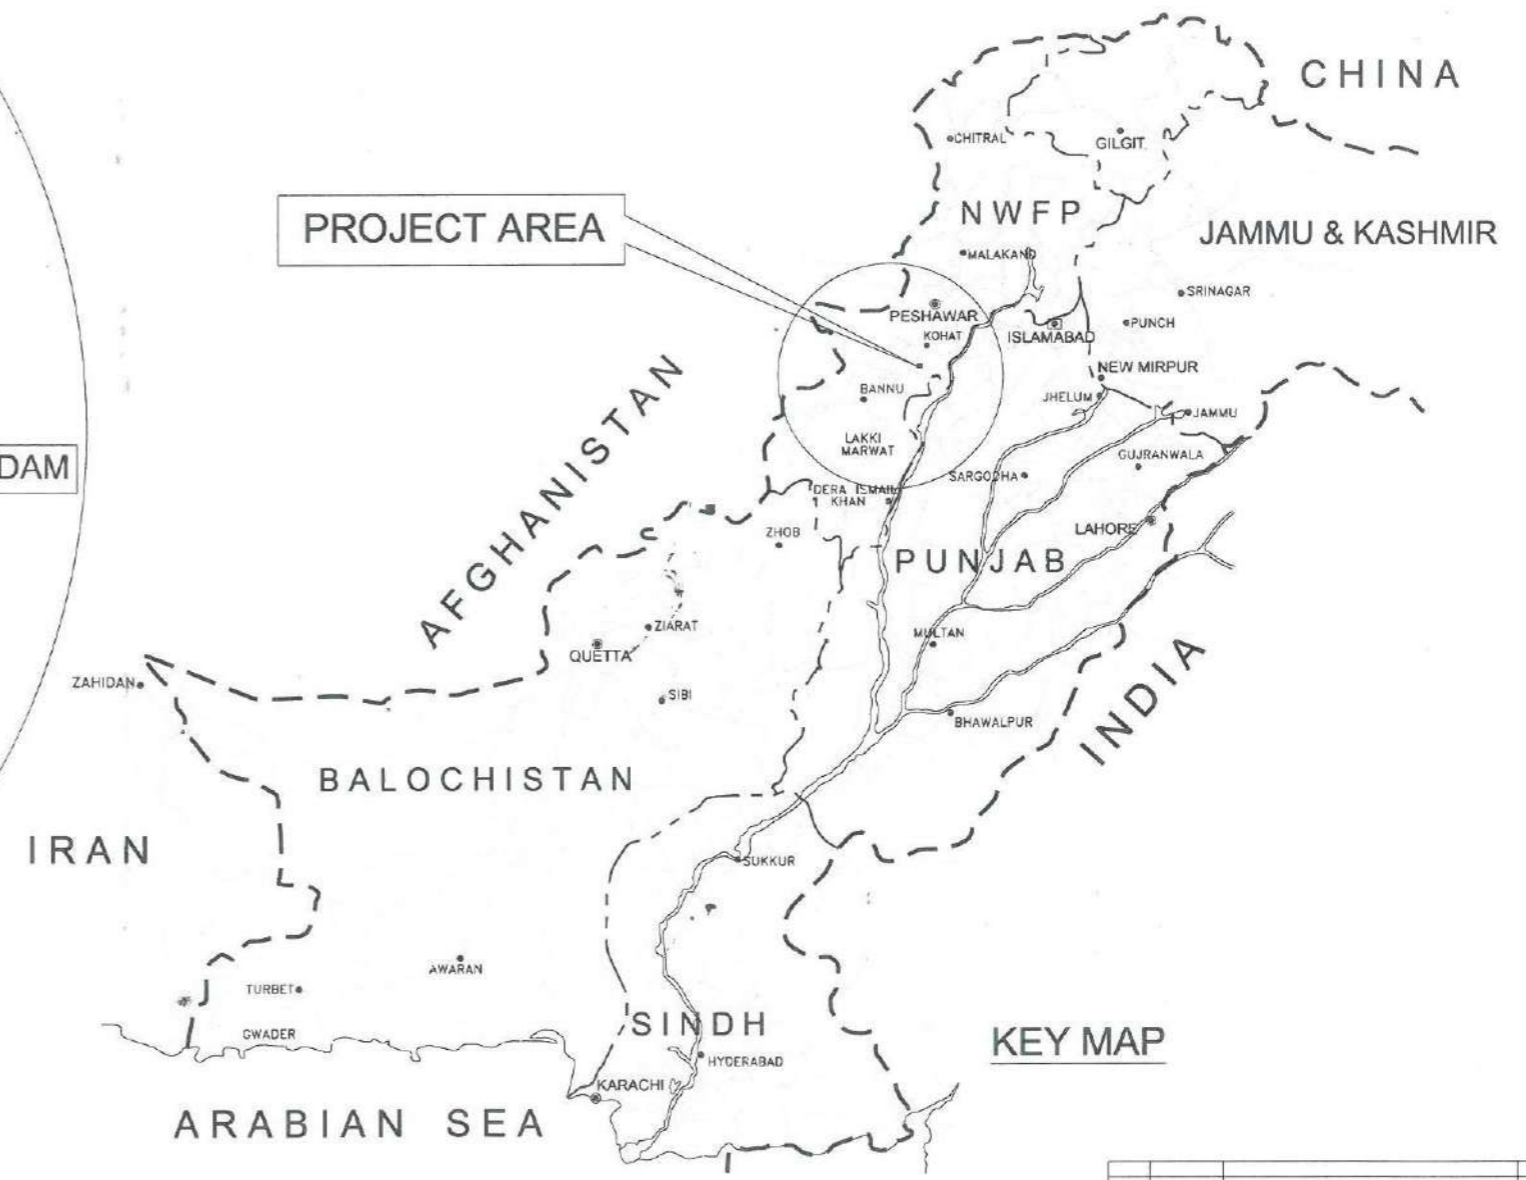 CHINA
CHITRAL
GILGIT
NWFP
PROJECT AREA
JAMMU & KASHMIR
MALAKAND
SRINAGAR
PESHAWAR
PUNCH
KOHAT
ISLAMABAD
NEW MIRPUR
BANNU
JHELUM
JAMMU
LAKKI
MARWAT
GUJRANWALA
DAM
SARGODHA
DERA ISMAIL
KHAN
AFGHANISTAN
LAHORE
ZHOB
PUNJAB
ZIARAT
MULTAN
QUETTA
ZAHIDAN
SIBI
INDIA
BHAWALPUR
BALOCHISTAN
IRAN
SUKKUR
AWARAN
TURBET
SINDH
GWADER
KEY MAP
HYDERABAD
KARACHI
ARABIAN SEA